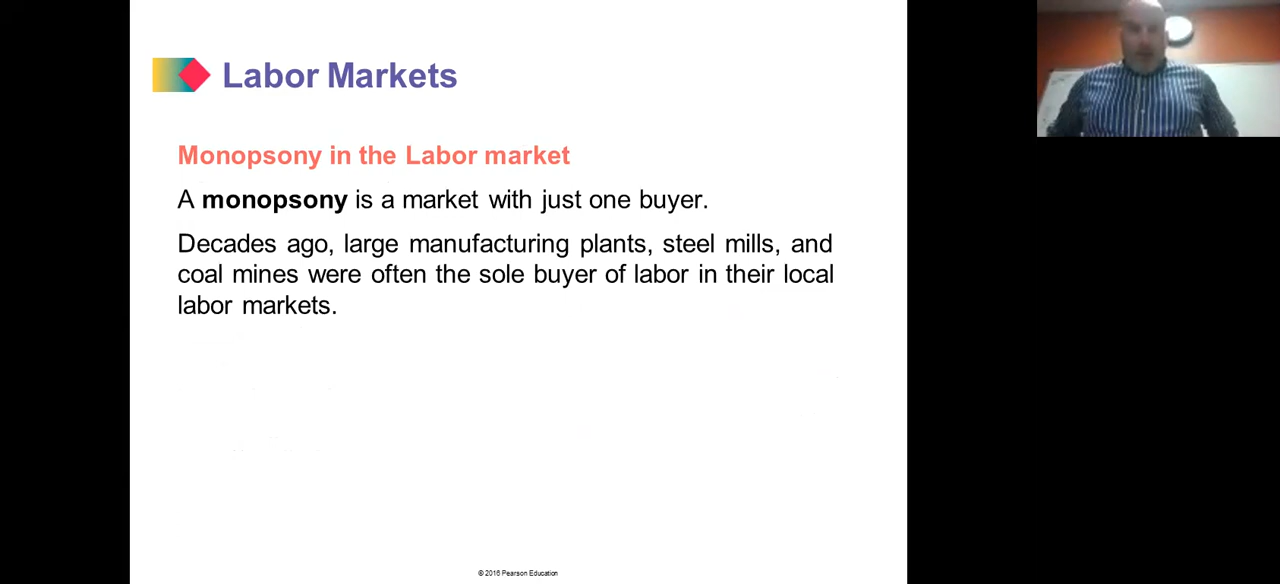 Labor Markets
Monopsony in the Labor market
A monopsony is a market with just one buyer.
Decades ago, large manufacturing plants, steel mills, and
coal mines were often the sole buyer of labor in their local
labor markets.
© 2016 Pearson Education